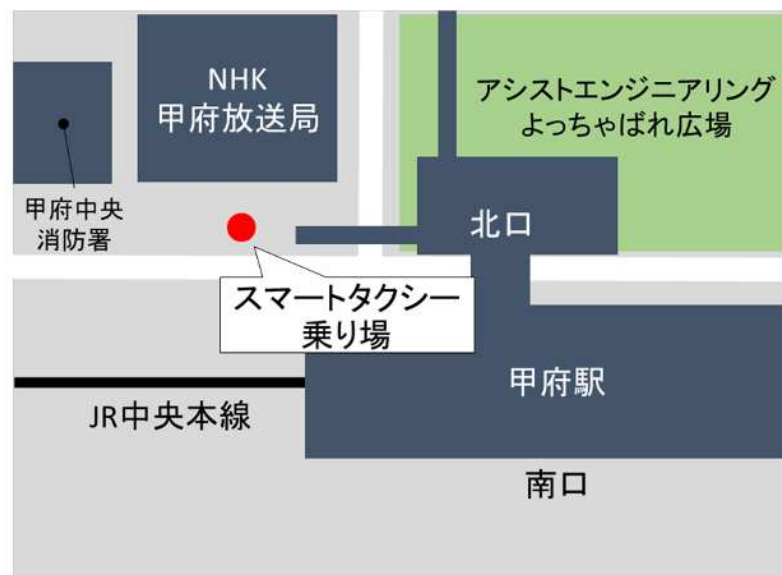 NHK
甲府放送局
アシストエンジニアリング
よっちゃばれ広場
甲府中央
消防署
北口
スマートタクシー
乗り場
甲府駅
JR中央本線
南口